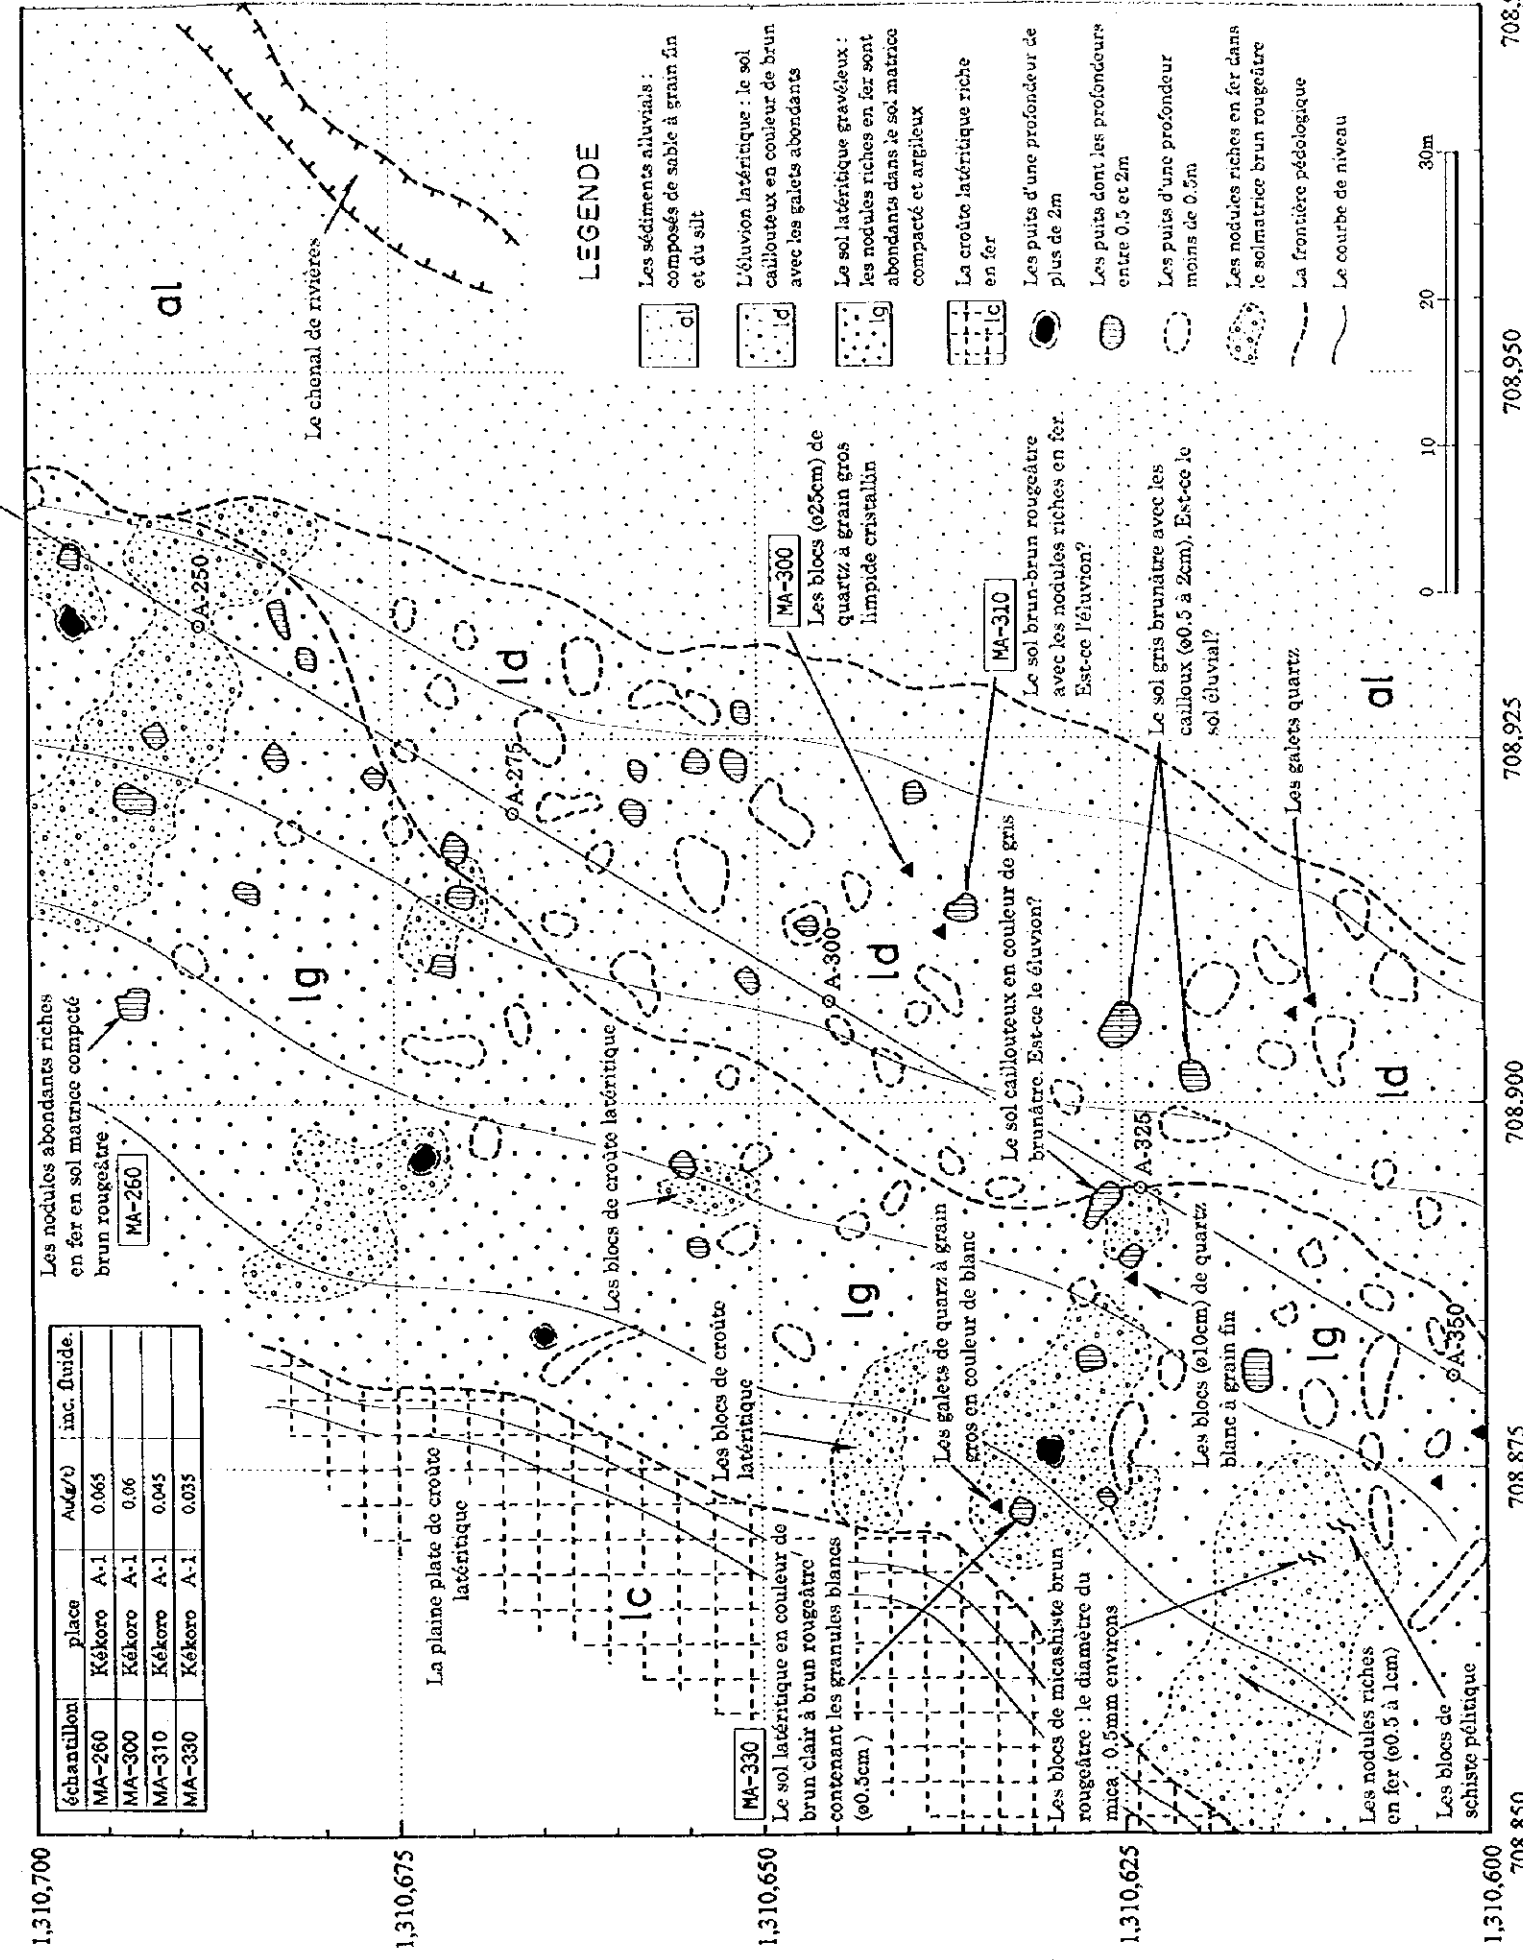 échantillon place Au(g/t) inc. fluide.
MA-260 Kékoro A-1 0.065
MA-300 Kékoro A-1 0.06
MA-310 Kékoro A-1 0.045
MA-330 Kékoro A-1 0.035
Les nodules abondants riches
en fer en sol matrice compcté
brun rougeâtre
MA-260
La plane plate de croûte
latéritique
lc
lg
ld
al
Le chenal de rivières
A-250
A-275
A-300
A-325
A-350
Les blocs de croûte latéritique
Les blocs de croûte
latéritique
lg
MA-300
Les blocs (ø25cm) de
quartz à grain gros
limpide cristallin
MA-310
Le sol brun-brun rougeâtre
avec les nodules riches en fer.
Est-ce l'éluvion?
ld
MA-330
Le sol latéritique en couleur de
brun clair à brun rougeâtre
contenant les granules blancs
(ø0.5cm )
Les galets de quarz à grain
gros en couleur de blanc
Le sol caillouteux en couleur de gris
brunâtre. Est-ce le éluvion?
Le sol gris brunâtre avec les
cailloux (ø0.5 à 2cm). Est-ce le
sol éluvial?
Les blocs de micashiste brun
rougeâtre : le diamètre du
mica : 0.5mm environs
Les blocs (ø10cm) de quartz
blanc à grain fin
Les galets quartz
lg
ld
al
Les nodules riches
en fer (ø0.5 à 1cm)
Les blocs de
schiste pélitique
LEGENDE
al
Les sédiments alluvials :
composés de sable à grain fin
et du silt
ld
L'éluvion latéritique : le sol
caillouteux en couleur de brun
avec les galets abondants
lg
Le sol latéritique gravéleux :
les nodules riches en fer sont
abondants dans le sol matrice
compacté et argileux
lc
La croûte latéritique riche
en fer
Les puits d'une profondeur de
plus de 2m
Les puits dont les profondeurs
entre 0.5 et 2m
Les puits d'une profondeur
moins de 0.5m
Les nodules riches en fer dans
le solmatrice brun rougeâtre
La frontière pédologique
Le courbe de niveau
0 10 20 30m
1,310,700
1,310,675
1,310,650
1,310,625
1,310,600
708,850
708,875
708,900
708,925
708,950